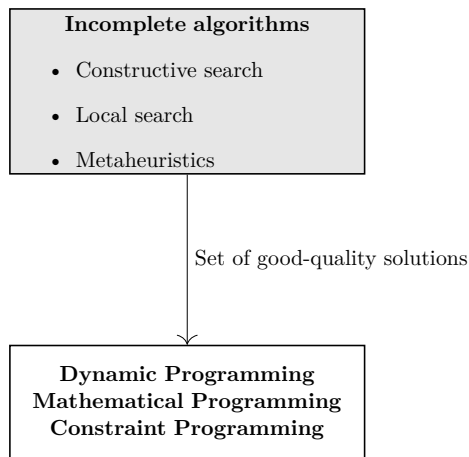 Incomplete algorithms
• Constructive search
• Local search
• Metaheuristics
Set of good-quality solutions
Dynamic Programming
Mathematical Programming
Constraint Programming